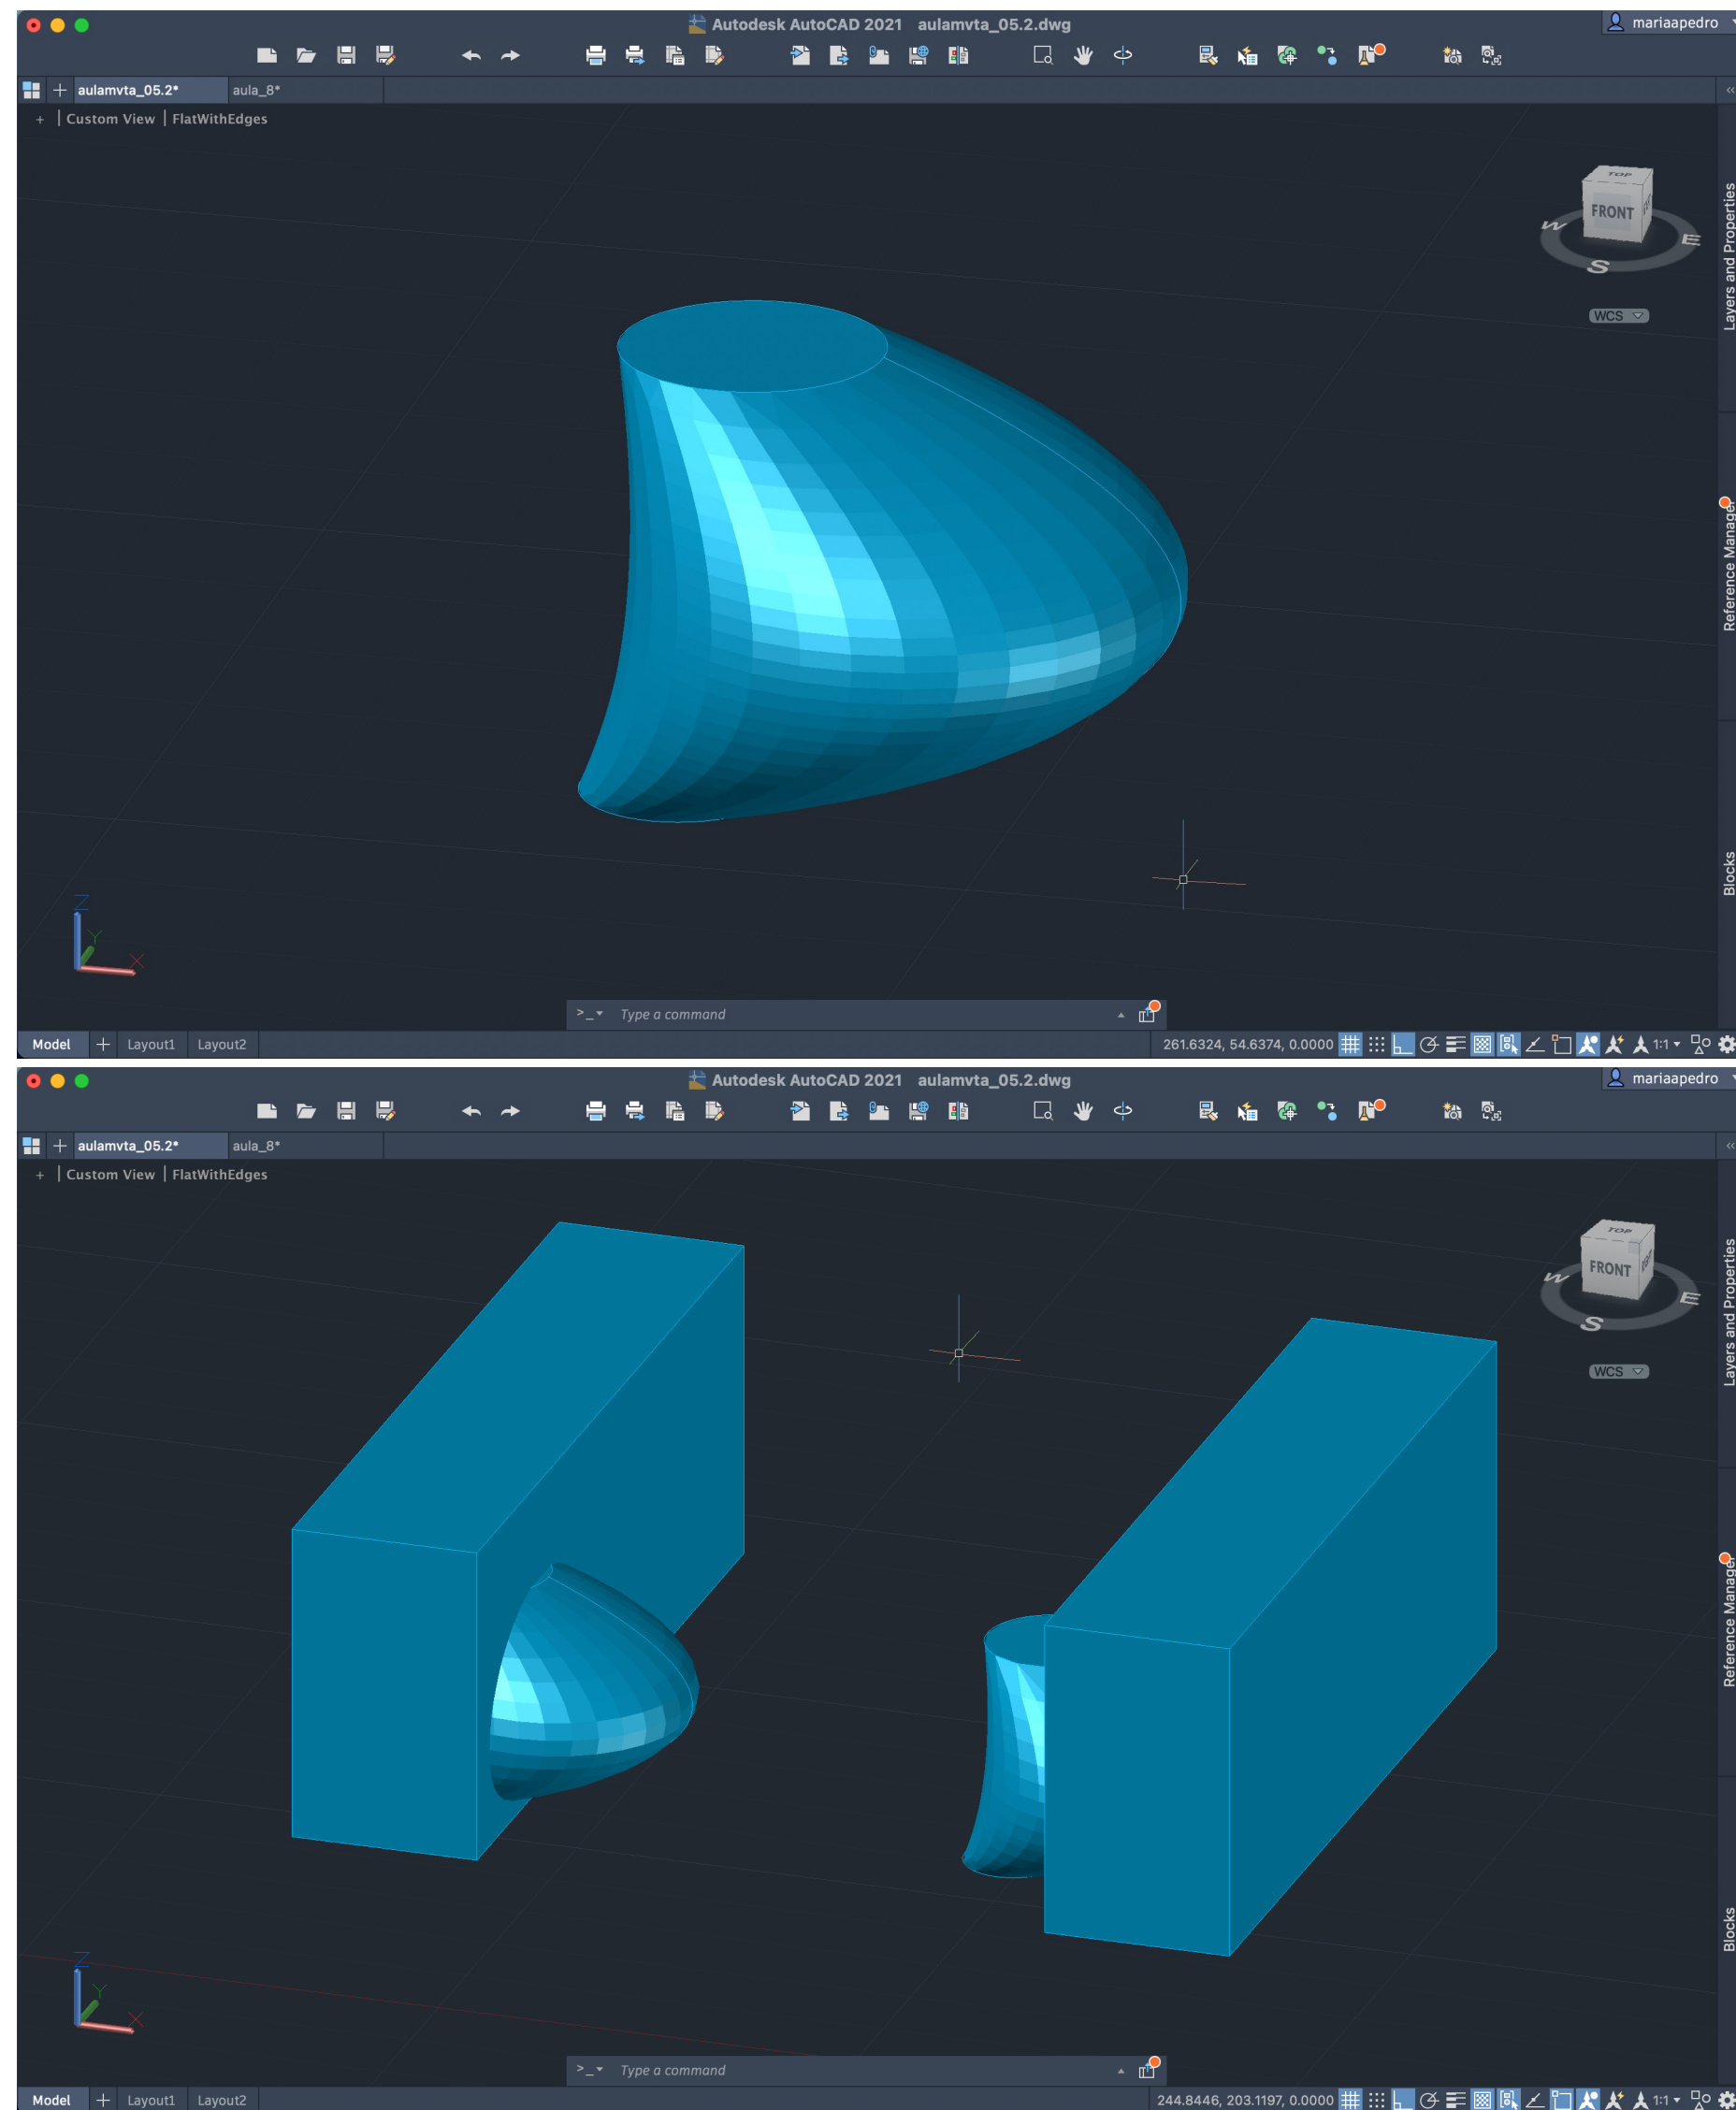 Autodesk AutoCAD 2021 aulamvta_05.2.dwg
mariaapedro
aulamvta_05.2*
aula_8*
+ | Custom View | FlatWithEdges
TOP
FRONT
W
E
S
WCS
Layers and Properties
Reference Manager
Blocks
Z
Y
X
>_ Type a command
Model + Layout1 Layout2
261.6324, 54.6374, 0.0000
1:1
Autodesk AutoCAD 2021 aulamvta_05.2.dwg
mariaapedro
aulamvta_05.2*
aula_8*
+ | Custom View | FlatWithEdges
TOP
FRONT
W
E
S
WCS
Layers and Properties
Reference Manager
Blocks
Z
Y
X
>_ Type a command
Model + Layout1 Layout2
244.8446, 203.1197, 0.0000
1:1